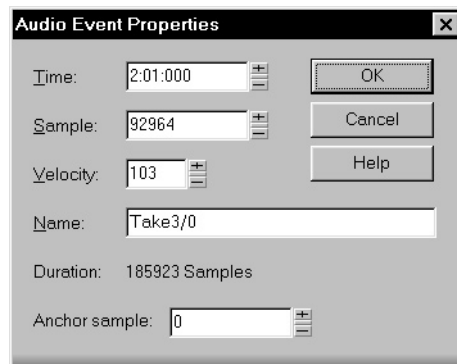 Audio Event Properties
Time: 2:01:000
OK
Sample: 92964
Cancel
Velocity: 103
Help
Name: Take3/0
Duration: 185923 Samples
Anchor sample: 0